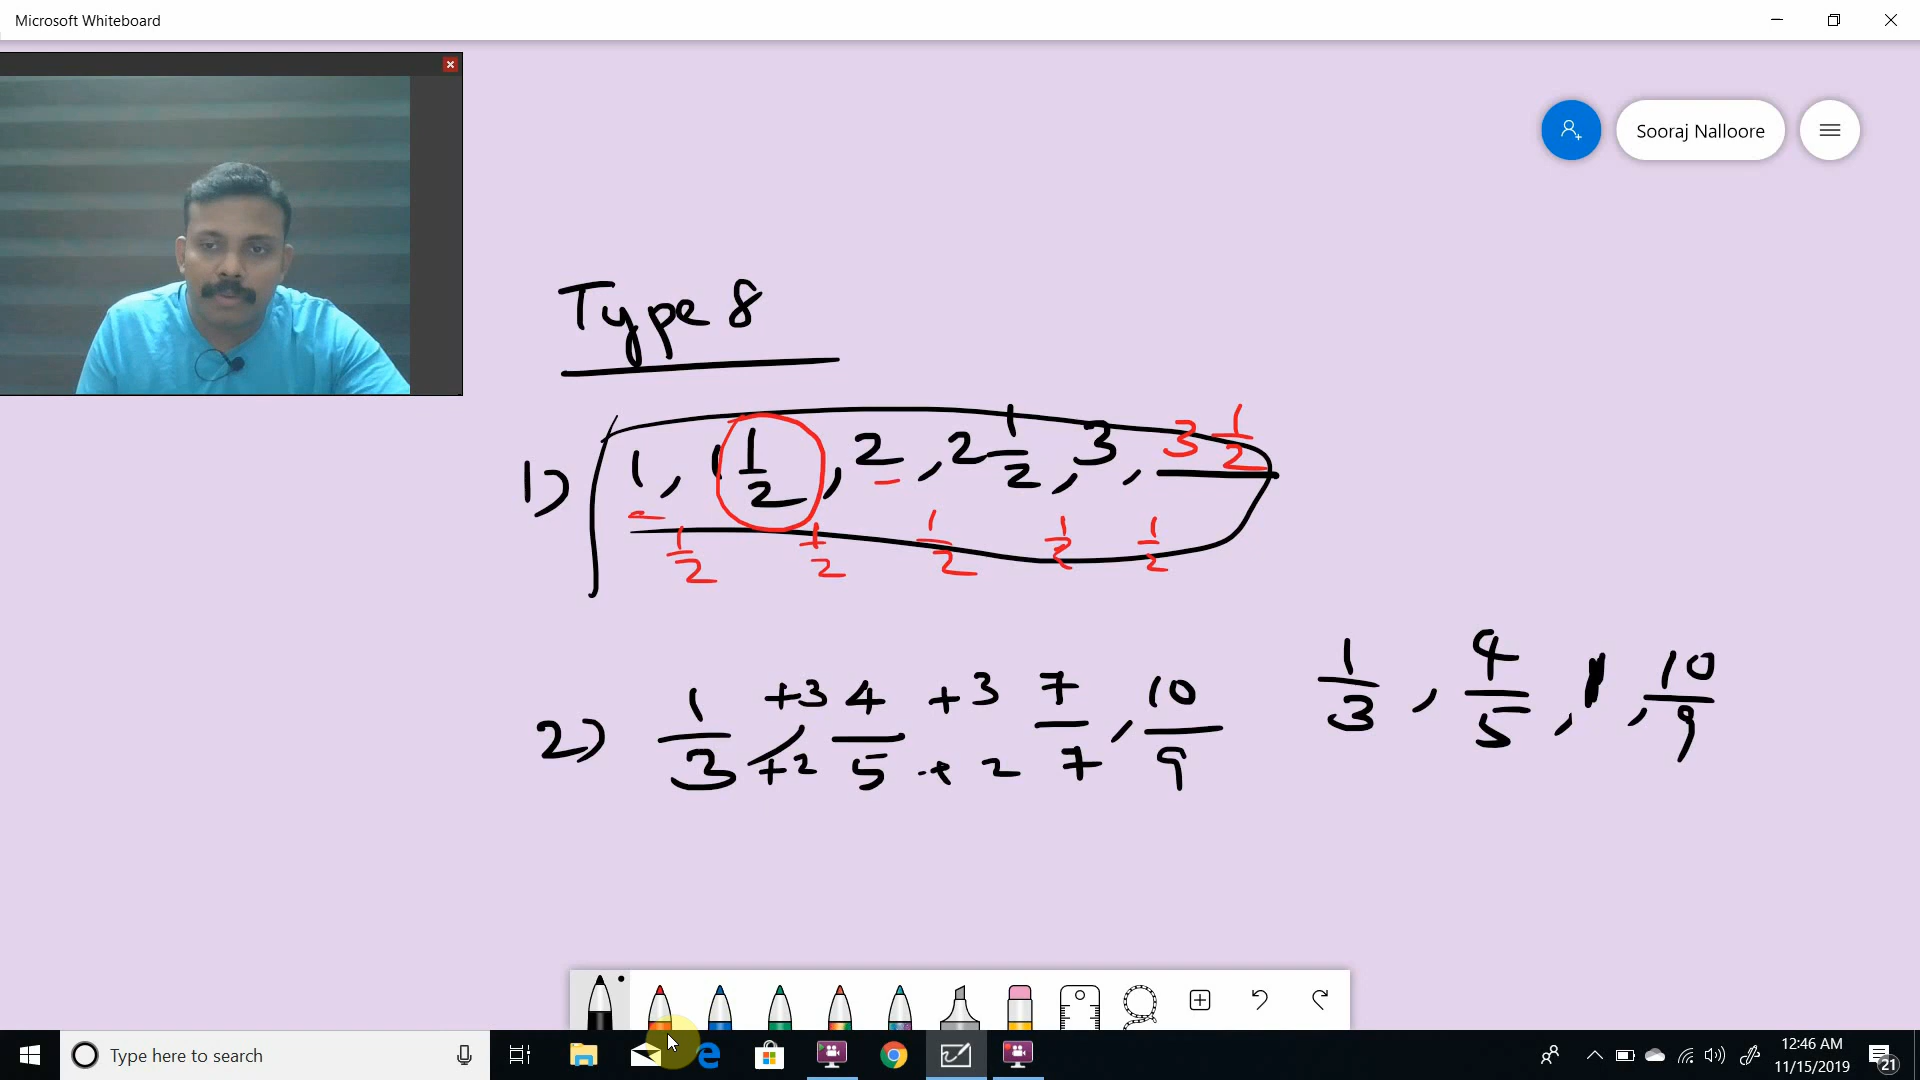 Microsoft Whiteboard
Sooraj Nalloore
Type 8
1) 1, 1 1/2, 2, 2 1/2, 3, 3 1/2
1/2 1/2 1/2 1/2 1/2
2) 1/3 +3 +2 4/5 +3 +2 7/7, 10/9
1/3, 4/5, 1, 10/9
Type here to search
12:46 AM
11/15/2019
21